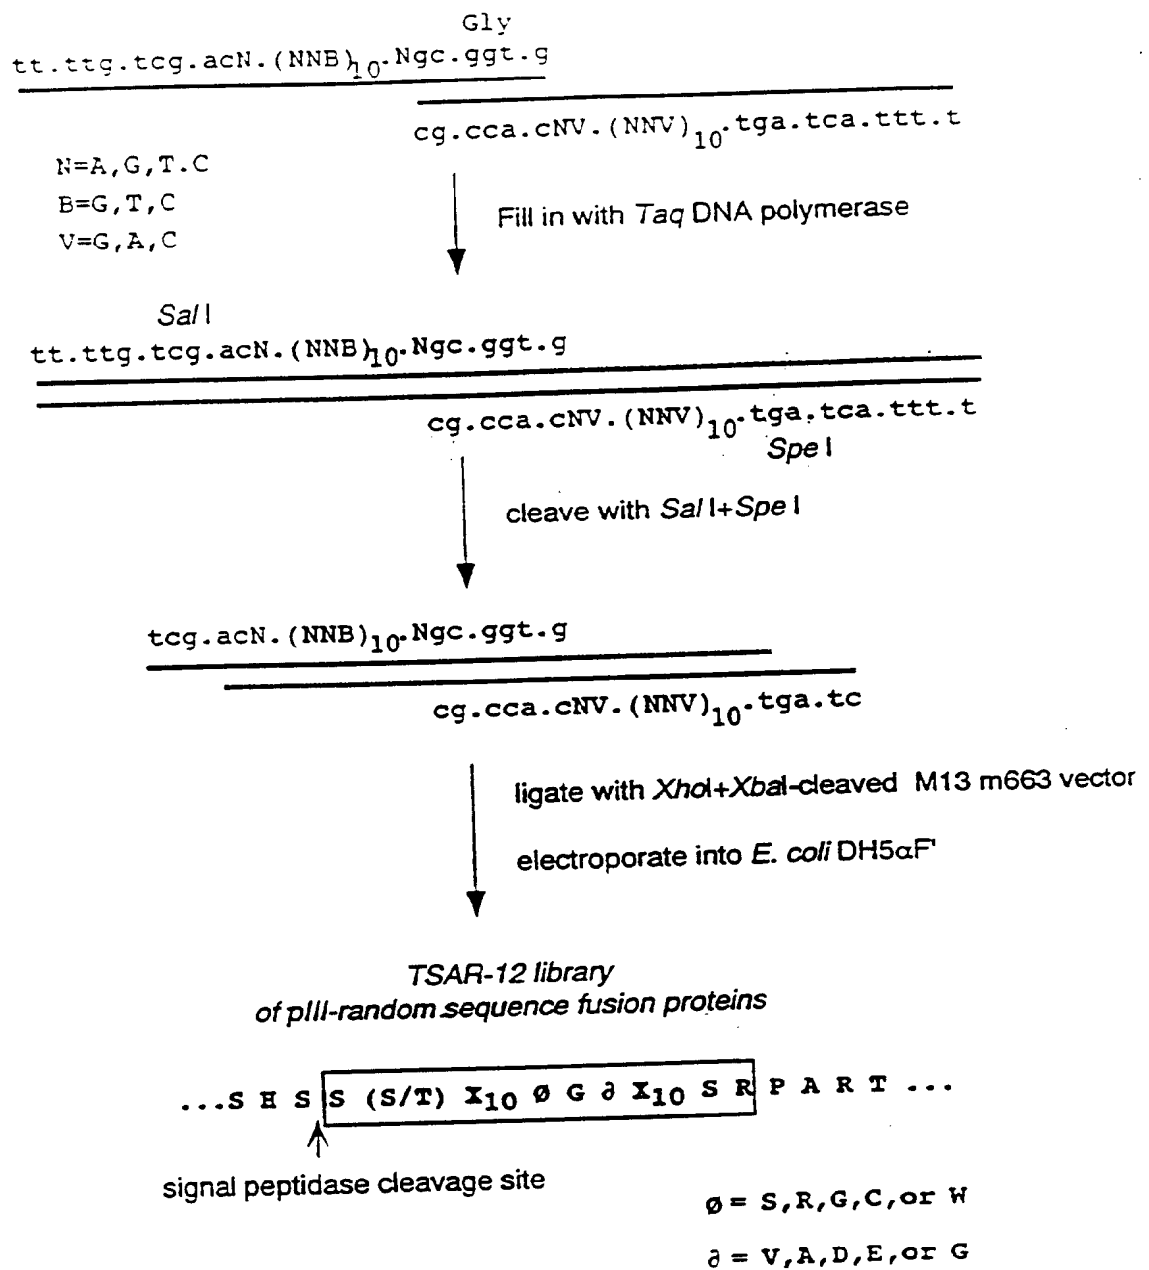 Gly
tt.ttg.tcg.acN.(NNB)10.Ngc.ggt.g
cg.cca.cNV.(NNV)10.tga.tca.ttt.t
N=A,G,T.C
B=G,T,C
V=G,A,C
Fill in with Taq DNA polymerase
Sal I
tt.ttg.tcg.acN.(NNB)10.Ngc.ggt.g
cg.cca.cNV.(NNV)10.tga.tca.ttt.t
Spe I
cleave with Sal I+Spe I
tcg.acN.(NNB)10.Ngc.ggt.g
cg.cca.cNV.(NNV)10.tga.tc
ligate with XhoI+XbaI-cleaved M13 m663 vector
electroporate into E. coli DH5αF'
TSAR-12 library
of pIII-random sequence fusion proteins
...S H S S (S/T) X10 ø G ∂ X10 S R P A R T ...
signal peptidase cleavage site
ø = S,R,G,C,or W
∂ = V,A,D,E,or G